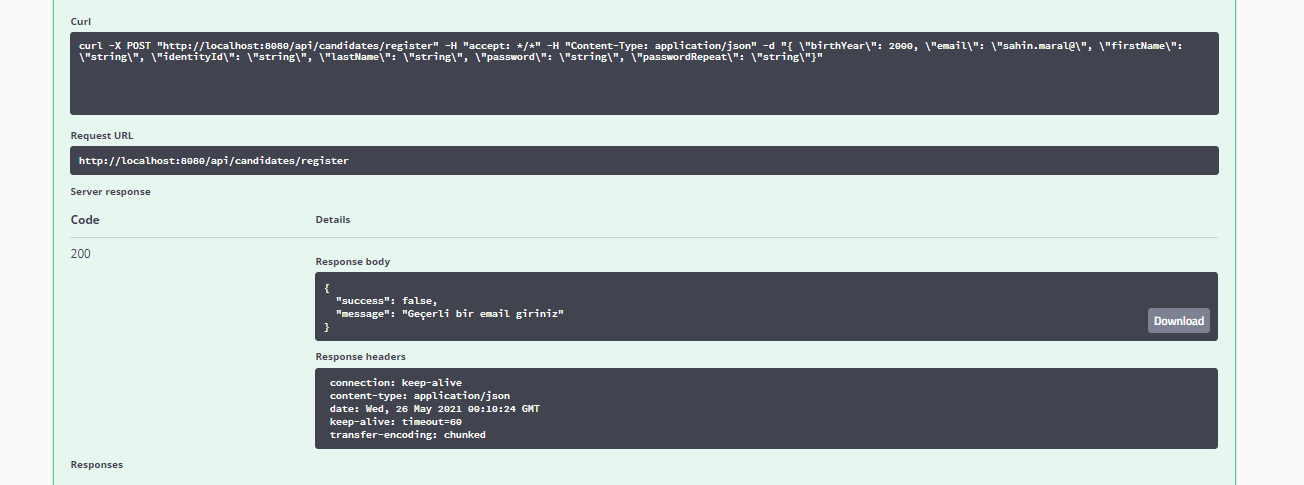 Curl
curl -X POST "http://localhost:8080/api/candidates/register" -H "accept: */*" -H "Content-Type: application/json" -d "{ \"birthYear\": 2000, \"email\": \"sahin.maral@\", \"firstName\":
\"string\", \"identityId\": \"string\", \"lastName\": \"string\", \"password\": \"string\", \"passwordRepeat\": \"string\"}"
Request URL
http://localhost:8080/api/candidates/register
Server response
Code Details
200
Response body
{
"success": false,
"message": "Geçerli bir email giriniz"
}
Download
Response headers
connection: keep-alive
content-type: application/json
date: Wed, 26 May 2021 00:10:24 GMT
keep-alive: timeout=60
transfer-encoding: chunked
Responses